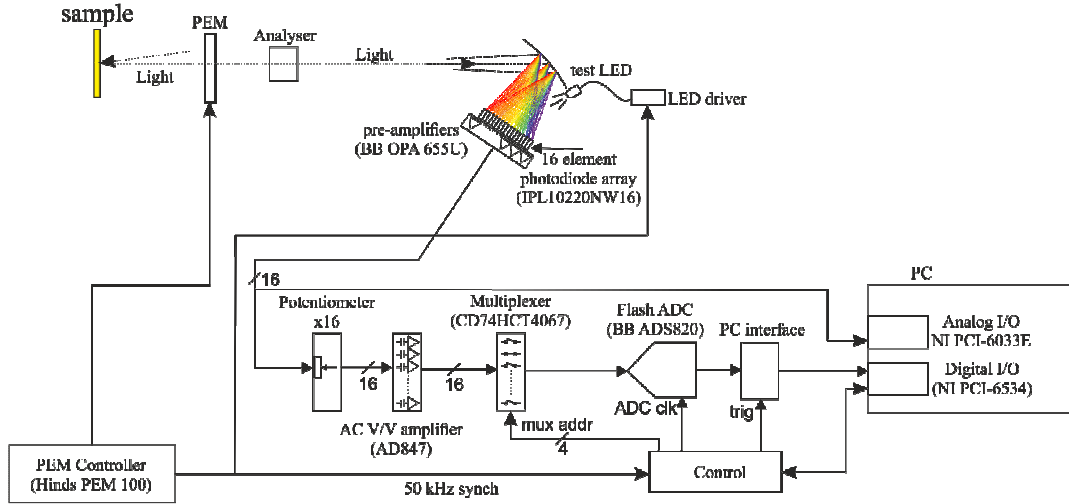 sample
PEM
Analyser
Light
Light
test LED
LED driver
pre-amplifiers
(BB OPA 655U)
16 element
photodiode array
(IPL10220NW16)
16
PC
Potentiometer
x16
Multiplexer
(CD74HCT4067)
Flash ADC
(BB ADS820)
PC interface
Analog I/O
NI PCI-6033E
Digital I/O
(NI PCI-6534)
16
16
ADC clk
trig
mux addr
4
AC V/V amplifier
(AD847)
PEM Controller
(Hinds PEM 100)
50 kHz synch
Control